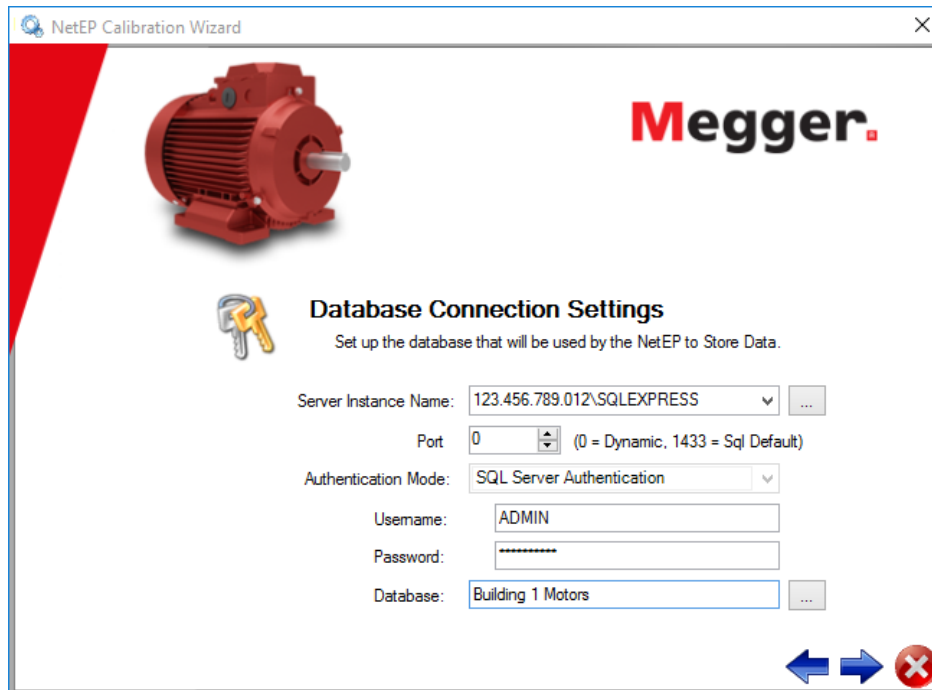 NetEP Calibration Wizard
Megger.
Database Connection Settings
Set up the database that will be used by the NetEP to Store Data.
Server Instance Name: 123.456.789.012\SQLEXPRESS ...
Port 0 (0 = Dynamic, 1433 = Sql Default)
Authentication Mode: SQL Server Authentication
Username: ADMIN
Password: **********
Database: Building 1 Motors ...